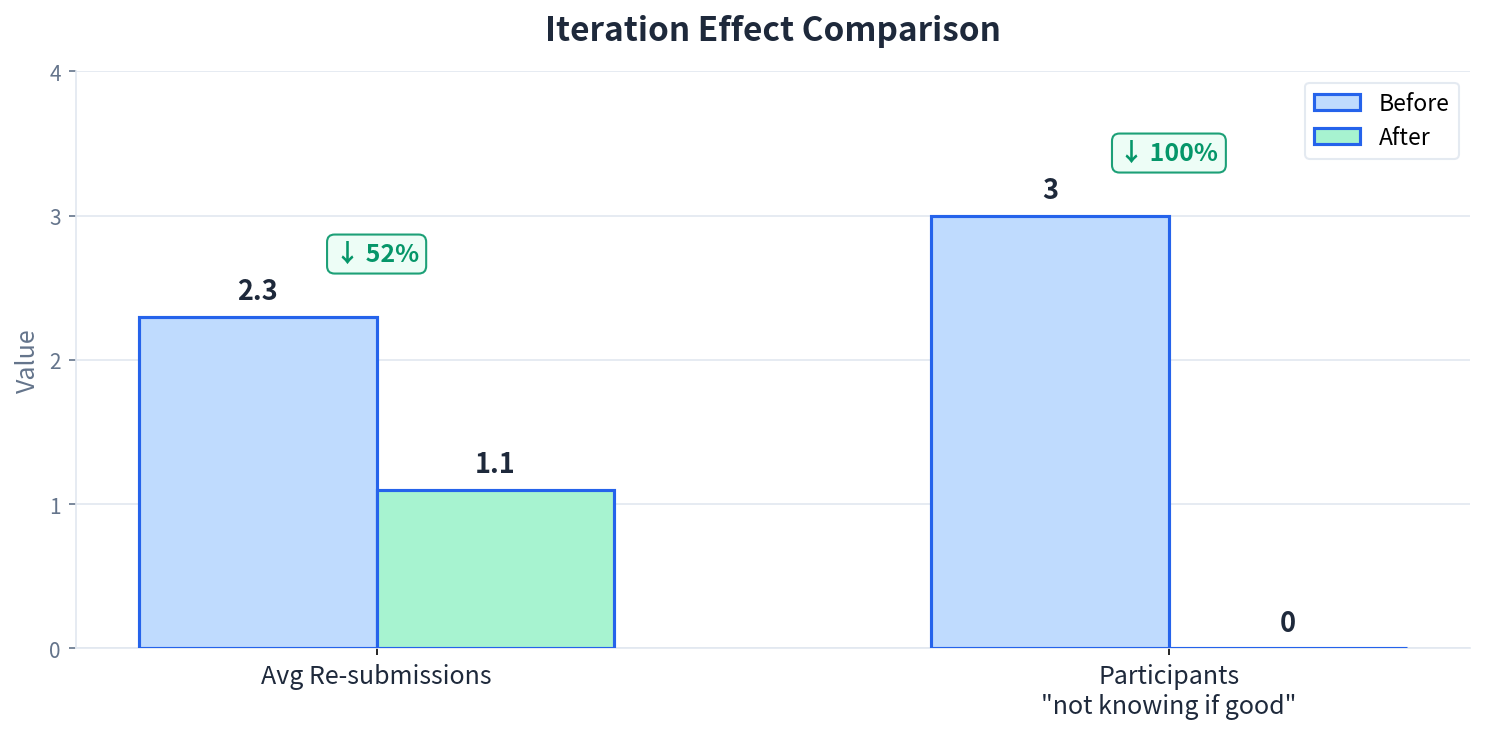 Iteration Effect Comparison
4
Before
After
↓ 100%
3
3
↓ 52%
2.3
Value
2
1.1
1
0
0
Avg Re-submissions
Participants
"not knowing if good"